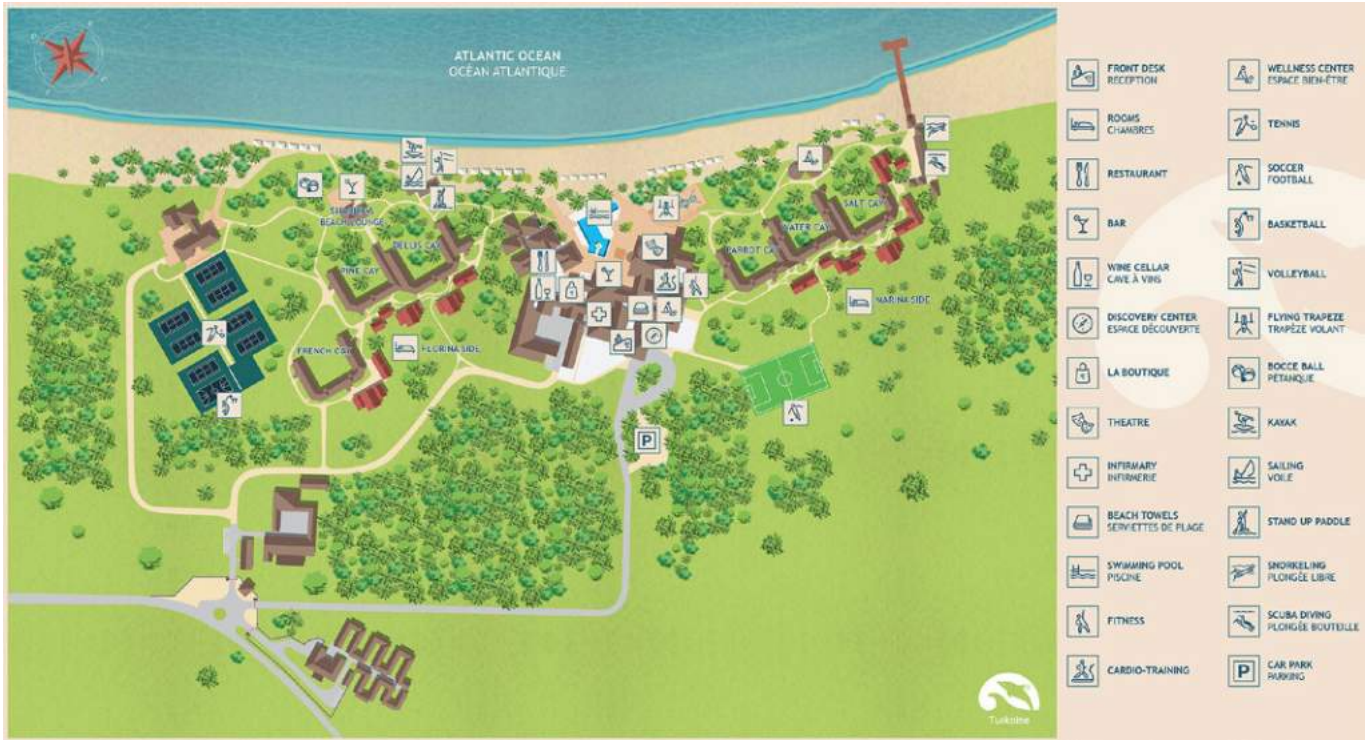 ATLANTIC OCEAN
OCÉAN ATLANTIQUE
BEACH LOUNGE
DELLIS CAY
PINE CAY
FRENCH CAY
FLORINA SIDE
PARROT CAY
WATER CAY
SALT CAY
MARINA SIDE
P
Turkoise
FRONT DESK
RECEPTION
ROOMS
CHAMBRES
RESTAURANT
BAR
WINE CELLAR
CAVE À VINS
DISCOVERY CENTER
ESPACE DÉCOUVERTE
LA BOUTIQUE
THEATRE
INFIRMARY
INFIRMERIE
BEACH TOWELS
SERVIETTES DE PLAGE
SWIMMING POOL
PISCINE
FITNESS
CARDIO-TRAINING
WELLNESS CENTER
ESPACE BIEN-ÊTRE
TENNIS
SOCCER
FOOTBALL
BASKETBALL
VOLLEYBALL
FLYING TRAPEZE
TRAPÈZE VOLANT
BOCCE BALL
PÉTANQUE
KAYAK
SAILING
VOILE
STAND UP PADDLE
SNORKELING
PLONGÉE LIBRE
SCUBA DIVING
PLONGÉE BOUTEILLE
P
CAR PARK
PARKING